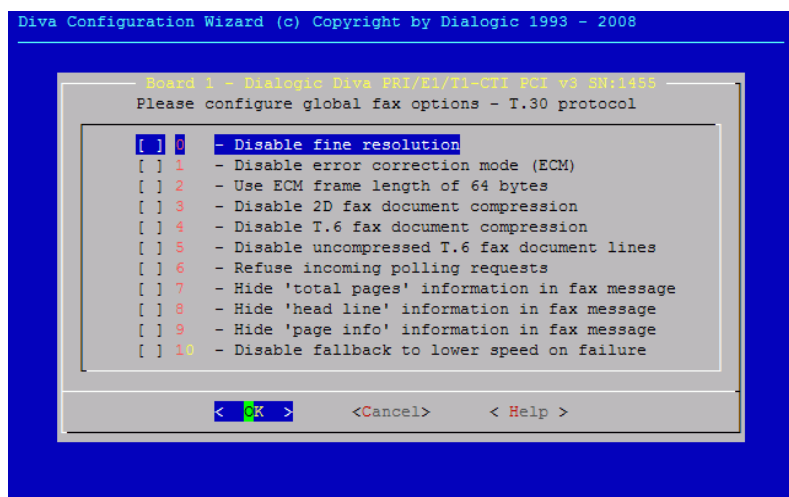 Diva Configuration Wizard (c) Copyright by Dialogic 1993 - 2008
Board 1 - Dialogic Diva PRI/E1/T1-CTI PCI v3 SN:1455
Please configure global fax options - T.30 protocol
[ ] 0 - Disable fine resolution
[ ] 1 - Disable error correction mode (ECM)
[ ] 2 - Use ECM frame length of 64 bytes
[ ] 3 - Disable 2D fax document compression
[ ] 4 - Disable T.6 fax document compression
[ ] 5 - Disable uncompressed T.6 fax document lines
[ ] 6 - Refuse incoming polling requests
[ ] 7 - Hide 'total pages' information in fax message
[ ] 8 - Hide 'head line' information in fax message
[ ] 9 - Hide 'page info' information in fax message
[ ] 10 - Disable fallback to lower speed on failure
< OK > <Cancel> < Help >